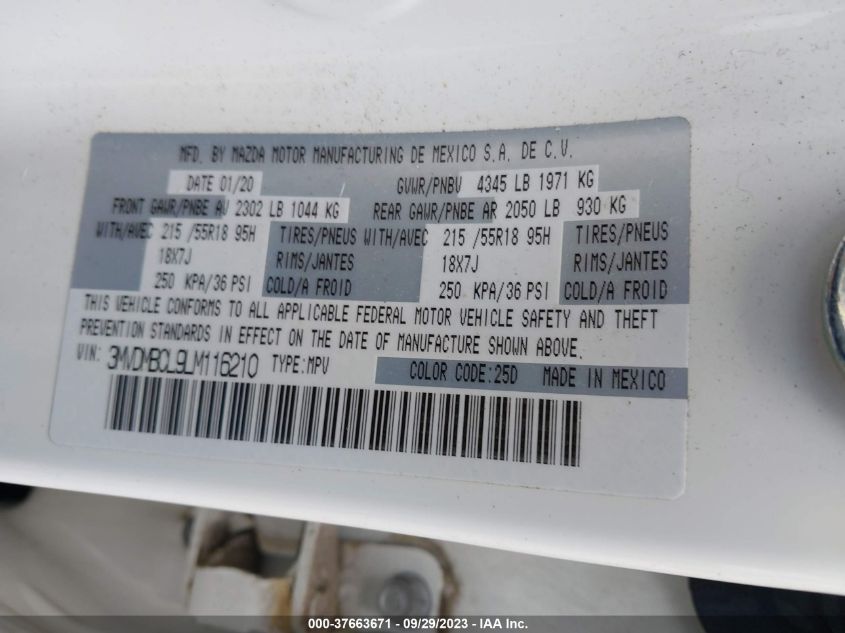 MFD. BY MAZDA MOTOR MANUFACTURING DE MEXICO S.A. DE C.V.
DATE 01/20 GVWR/PNBV 4345 LB 1971 KG
FRONT GAWR/PNBE AV 2302 LB 1044 KG REAR GAWR/PNBE AR 2050 LB 930 KG
WITH/AVEC 215 /55R18 95H TIRES/PNEUS WITH/AVEC 215 /55R18 95H TIRES/PNEUS
18X7J RIMS/JANTES 18X7J RIMS/JANTES
250 KPA/36 PSI COLD/A FROID 250 KPA/36 PSI COLD/A FROID
THIS VEHICLE CONFORMS TO ALL APPLICABLE FEDERAL MOTOR VEHICLE SAFETY AND THEFT
PREVENTION STANDARDS IN EFFECT ON THE DATE OF MANUFACTURE SHOWN ABOVE.
VIN: 3MVDMBCL9LM116210 TYPE:MPV COLOR CODE:25D MADE IN MEXICO
000-37663671 - 09/29/2023 - IAA Inc.